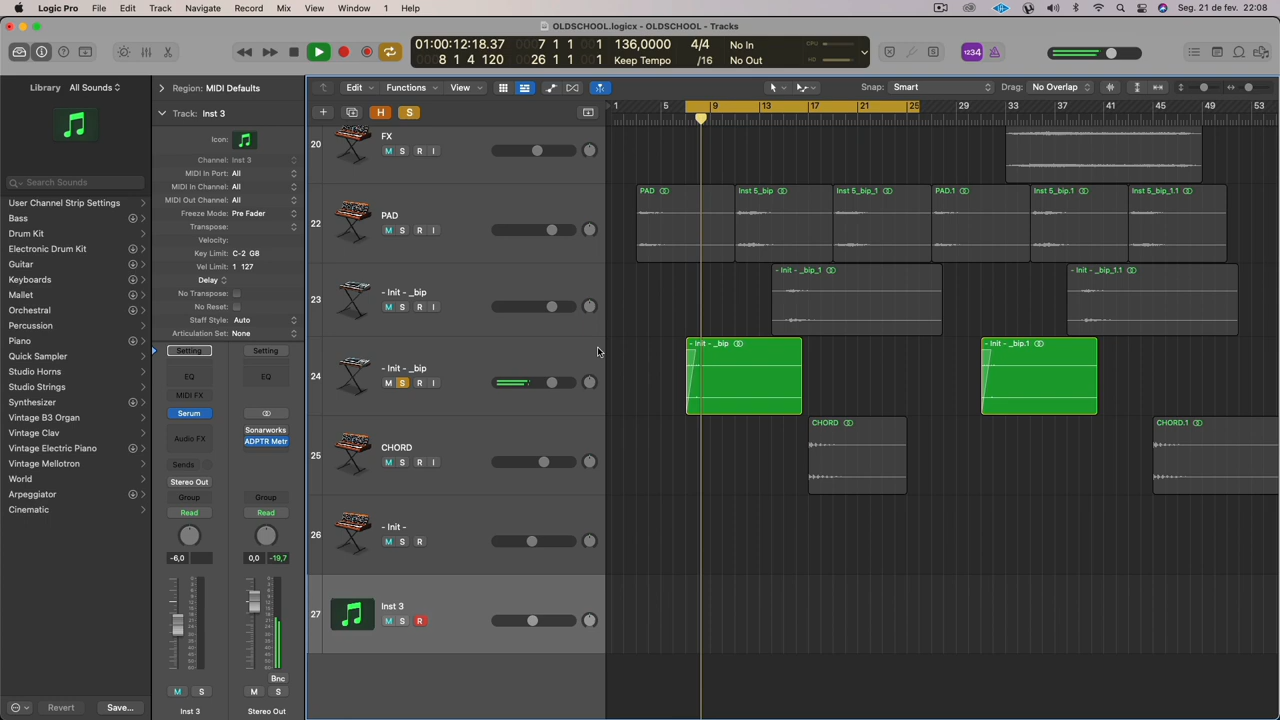 Logic Pro File Edit Track Navigate Record Mix View Window 1 Help Seg. 21 de fev. 22:08
OLDSCHOOL.logicx - OLDSCHOOL - Tracks
01:00:12:18.37 0007 1 1 001 136,0000 4/4 No In CPU
8 1 4 120 0026 1 1 001 Keep Tempo /16 No Out HD
1234
Library All Sounds
Region: MIDI Defaults
Edit Functions View Snap: Smart Drag: No Overlap
Track: Inst 3
H S
1 5 9 13 17 21 25 29 33 37 41 45 49 53
Icon:
Channel: Inst 3
MIDI In Port: All
MIDI In Channel: All
MIDI Out Channel: All
Freeze Mode: Pre Fader
Transpose:
Velocity:
Key Limit: C-2 G8
Vel Limit: 1 127
Delay
No Transpose:
No Reset:
Staff Style: Auto
Articulation Set: None
Search Sounds
User Channel Strip Settings
Bass
Drum Kit
Electronic Drum Kit
Guitar
Keyboards
Mallet
Orchestral
Percussion
Piano
Quick Sampler
Studio Horns
Studio Strings
Synthesizer
Vintage B3 Organ
Vintage Clav
Vintage Electric Piano
Vintage Mellotron
World
Arpeggiator
Cinematic
Revert Save...
Setting Setting
EQ EQ
MIDI FX
Serum
Sonarworks
Audio FX ADPTR Metr
Sends
Stereo Out
Group Group
Read Read
-6,0 0,0 -19,7
Bnc
M S M S
Inst 3 Stereo Out
20 FX
M S R I
22 PAD
M S R I
PAD Inst 5_bip Inst 5_bip_1 PAD.1 Inst 5_bip.1 Inst 5_bip_1.1
23 - Init - _bip
M S R I
- Init - _bip_1 - Init - _bip_1.1
24 - Init - _bip
M S R I
- Init - _bip - Init - _bip.1
25 CHORD
M S R I
CHORD CHORD.1
26 - Init -
M S R
27 Inst 3
M S R